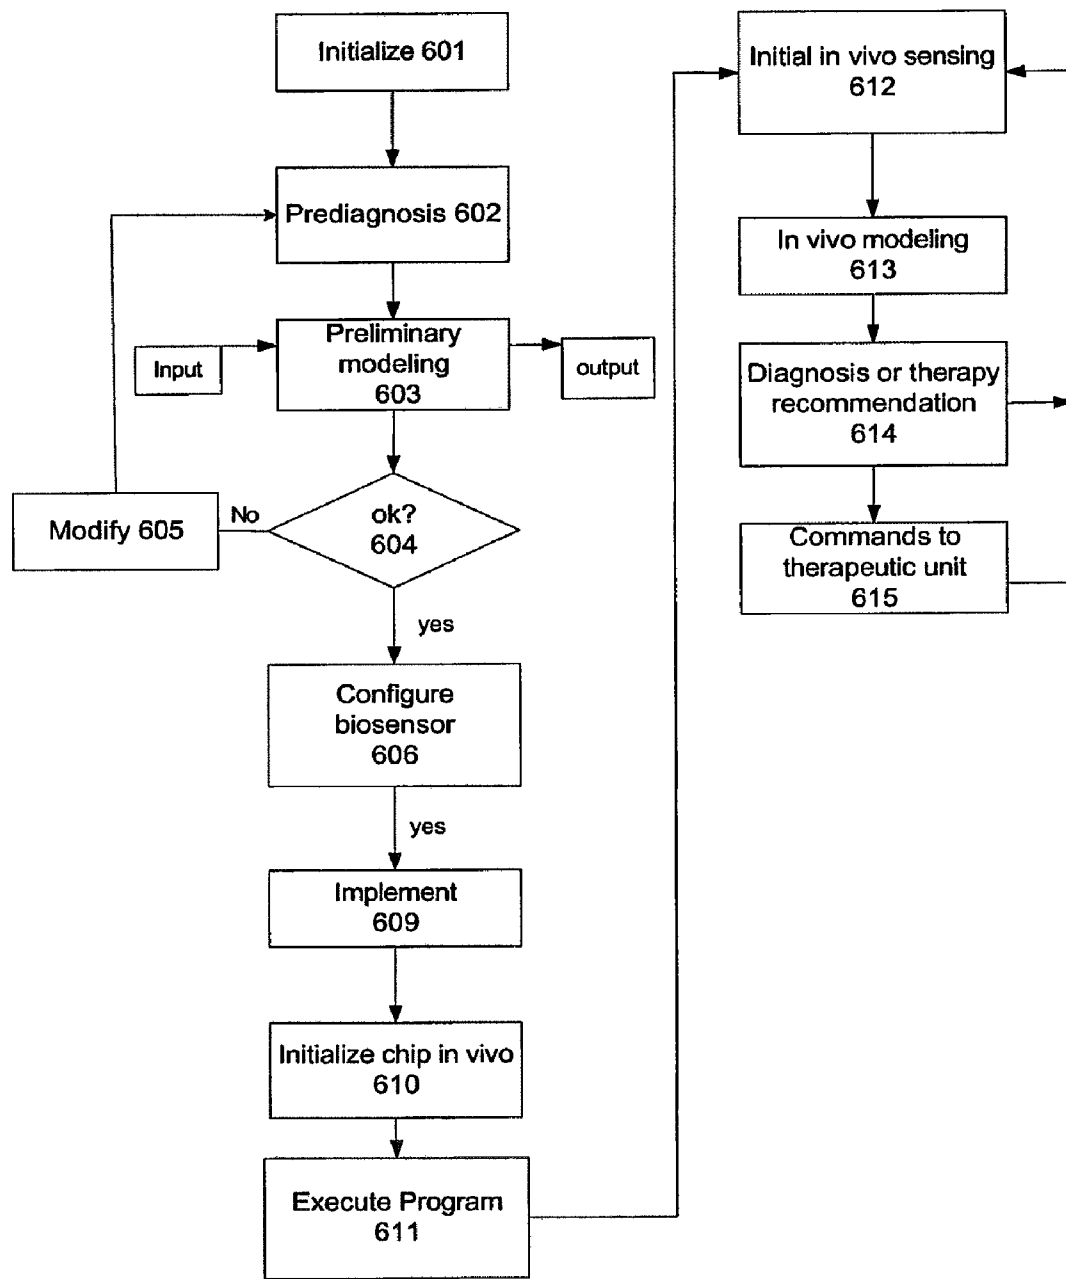 Initialize 601
Prediagnosis 602
Preliminary
modeling
603
Input
output
ok?
604
No
Modify 605
yes
Configure
biosensor
606
yes
Implement
609
Initialize chip in vivo
610
Execute Program
611
Initial in vivo sensing
612
In vivo modeling
613
Diagnosis or therapy
recommendation
614
Commands to
therapeutic unit
615